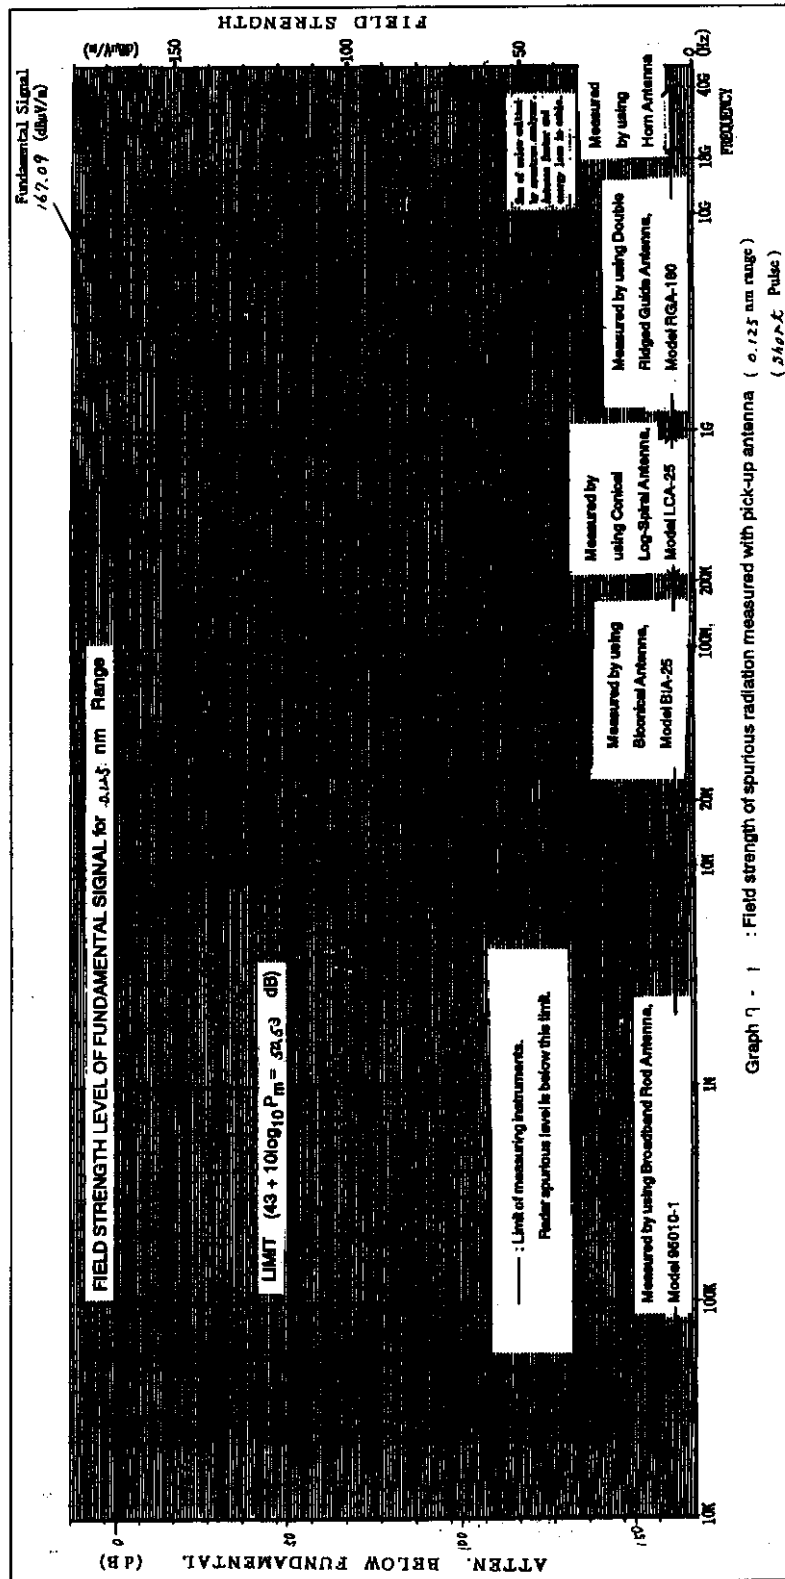 Fundamental Signal
167.09 (dBμV/m)
FIELD STRENGTH
(dBμV/m)
150
100
50
0
(Hz)
FIELD STRENGTH LEVEL OF FUNDAMENTAL SIGNAL for nm Range
LIMIT (43 + 10log10 Pm = dB)
: Limit of measuring instruments.
Radar spurious level is below this limit.
Measured by using Broadband Rod Antenna,
Model 95010-1
Measured by using
Biconical Antenna,
Model BIA-25
Measured by
using Conical
Log-Spiral Antenna,
Model LCA-25
Measured by using Double
Ridged Guide Antenna,
Model RGA-180
Measured
by using
Horn Antenna
ATTEN. BELOW FUNDAMENTAL (dB)
0
50
100
150
10K
100K
1M
10M
20M
100M
200M
1G
10G
18G
40G
FREQUENCY
Graph 7 - 1 : Field strength of spurious radiation measured with pick-up antenna ( 0.125 nm range )
( Short Pulse )